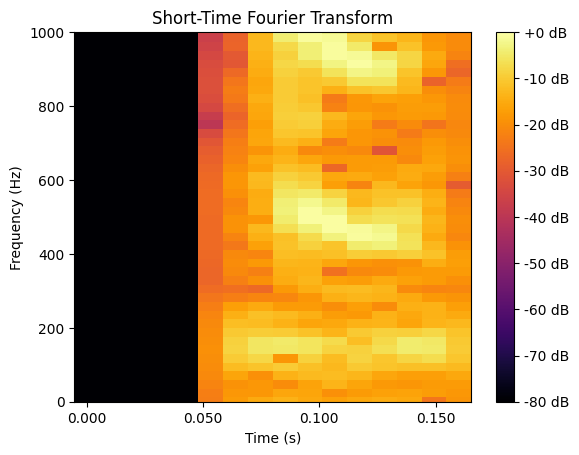 Short-Time Fourier Transform
1000
800
600
400
200
0
Frequency (Hz)
0.000
0.050
0.100
0.150
Time (s)
+0 dB
-10 dB
-20 dB
-30 dB
-40 dB
-50 dB
-60 dB
-70 dB
-80 dB